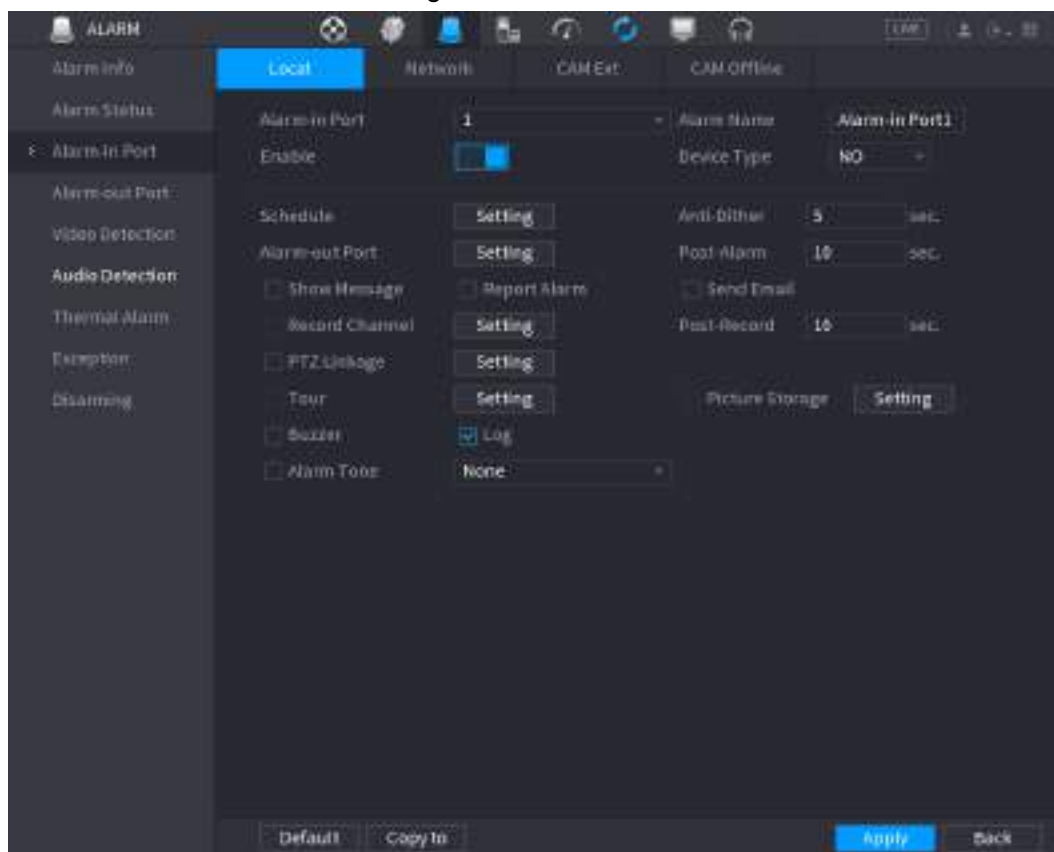 ALARM LIVE
Alarm Info Local Network CAM Ext CAM Offline
Alarm Status
Alarm-in Port 1 Alarm Name Alarm-in Port1
Alarm-in Port Enable Device Type NO
Alarm-out Port
Schedule Setting Anti-Dither 5 sec.
Video Detection
Alarm-out Port Setting Post-Alarm 10 sec.
Audio Detection
Show Message Report Alarm Send Email
Thermal Alarm
Record Channel Setting Post-Record 10 sec.
Exception PTZ Linkage Setting
Disarming Tour Setting Picture Storage Setting
Buzzer Log
Alarm Tone None
Default Copy to Apply Back